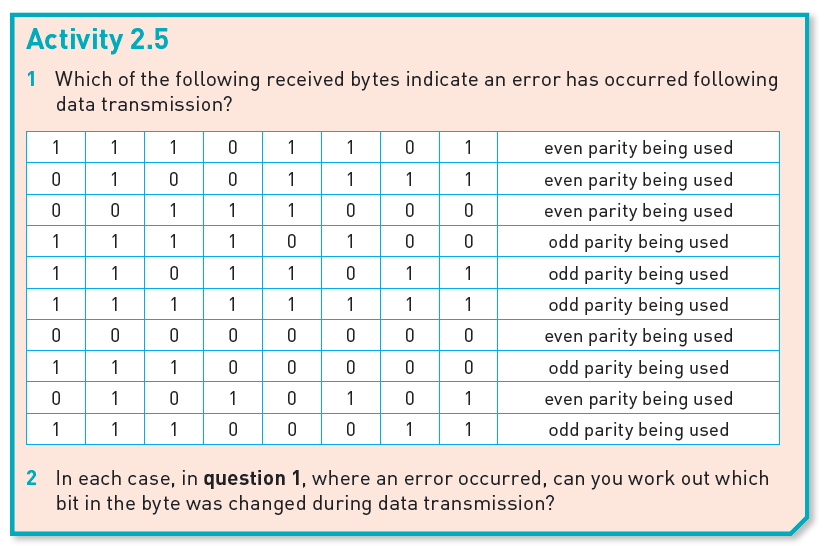 Activity 2.5
1 Which of the following received bytes indicate an error has occurred following
data transmission?
1 1 1 0 1 1 0 1 even parity being used
0 1 0 0 1 1 1 1 even parity being used
0 0 1 1 1 0 0 0 even parity being used
1 1 1 1 0 1 0 0 odd parity being used
1 1 0 1 1 0 1 1 odd parity being used
1 1 1 1 1 1 1 1 odd parity being used
0 0 0 0 0 0 0 0 even parity being used
1 1 1 0 0 0 0 0 odd parity being used
0 1 0 1 0 1 0 1 even parity being used
1 1 1 0 0 0 1 1 odd parity being used
2 In each case, in question 1, where an error occurred, can you work out which
bit in the byte was changed during data transmission?